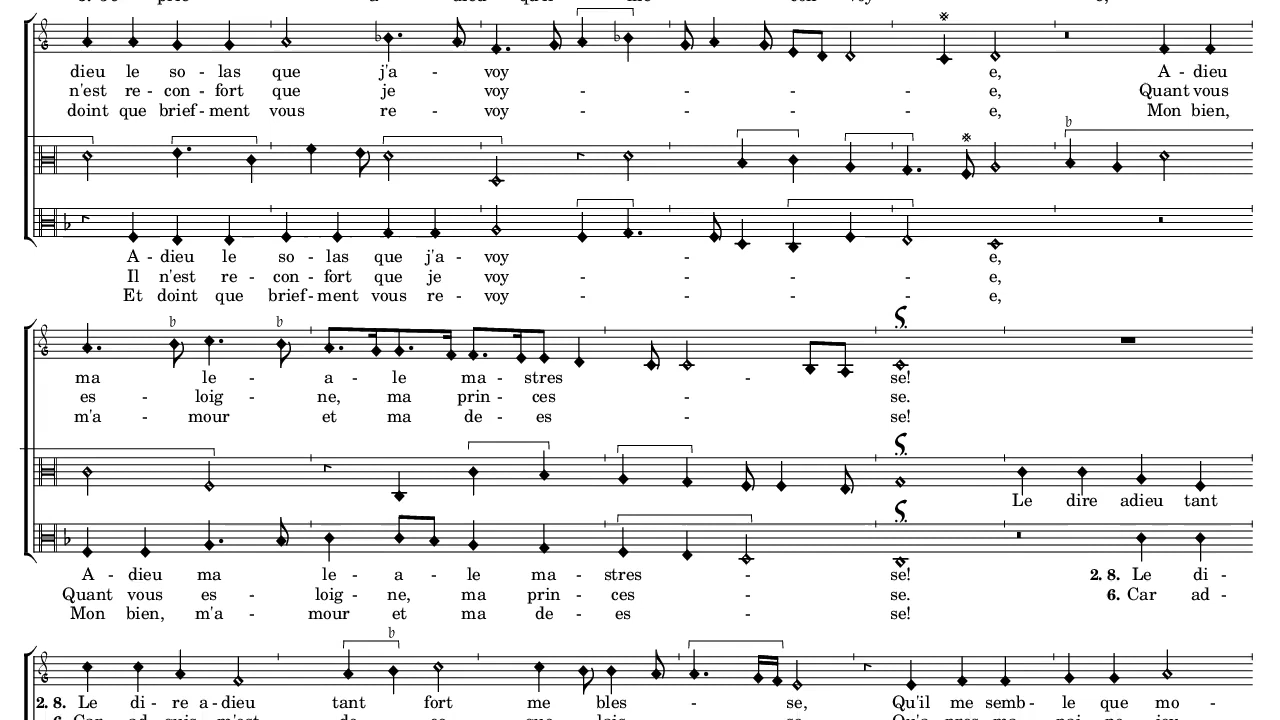 dieu le so - las que j'a - voy - - - - e, A - dieu
n'est re - con - fort que je voy - - - - e, Quant vous
doint que brief - ment vous re - voy - - - - e, Mon bien,
A - dieu le so - las que j'a - voy - - - e,
Il n'est re - con - fort que je voy - - - - e,
Et doint que brief - ment vous re - voy - - - - e,
ma le - a - le ma - stres - se!
es - loig - ne, ma prin - ces - se.
m'a - mour et ma de - es - se!
Le dire adieu tant
A - dieu ma le - a - le ma - stres - se! 2. 8. Le di -
Quant vous es - loig - ne, ma prin - ces - se. 6. Car ad -
Mon bien, m'a - mour et ma de - es - se!
2. 8. Le di - re a - dieu tant fort me bles - - se, Qu'il me semb - le que mo -